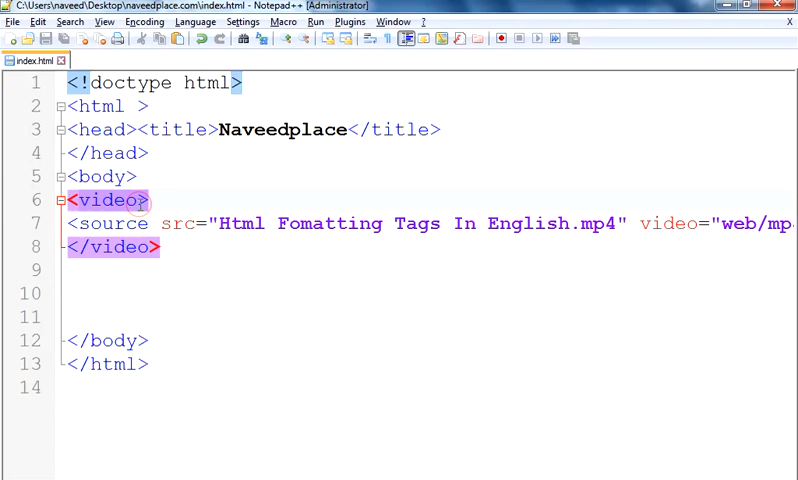 C:\Users\naveed\Desktop\naveedplace.com\index.html - Notepad++ [Administrator]
File Edit Search View Encoding Language Settings Macro Run Plugins Window ?
index.html
1 <!doctype html>
2 <html >
3 <head><title>Naveedplace</title>
4 </head>
5 <body>
6 <video>
7 <source src="Html Fomatting Tags In English.mp4" video="web/mp4
8 </video>
9
10
11
12 </body>
13 </html>
14